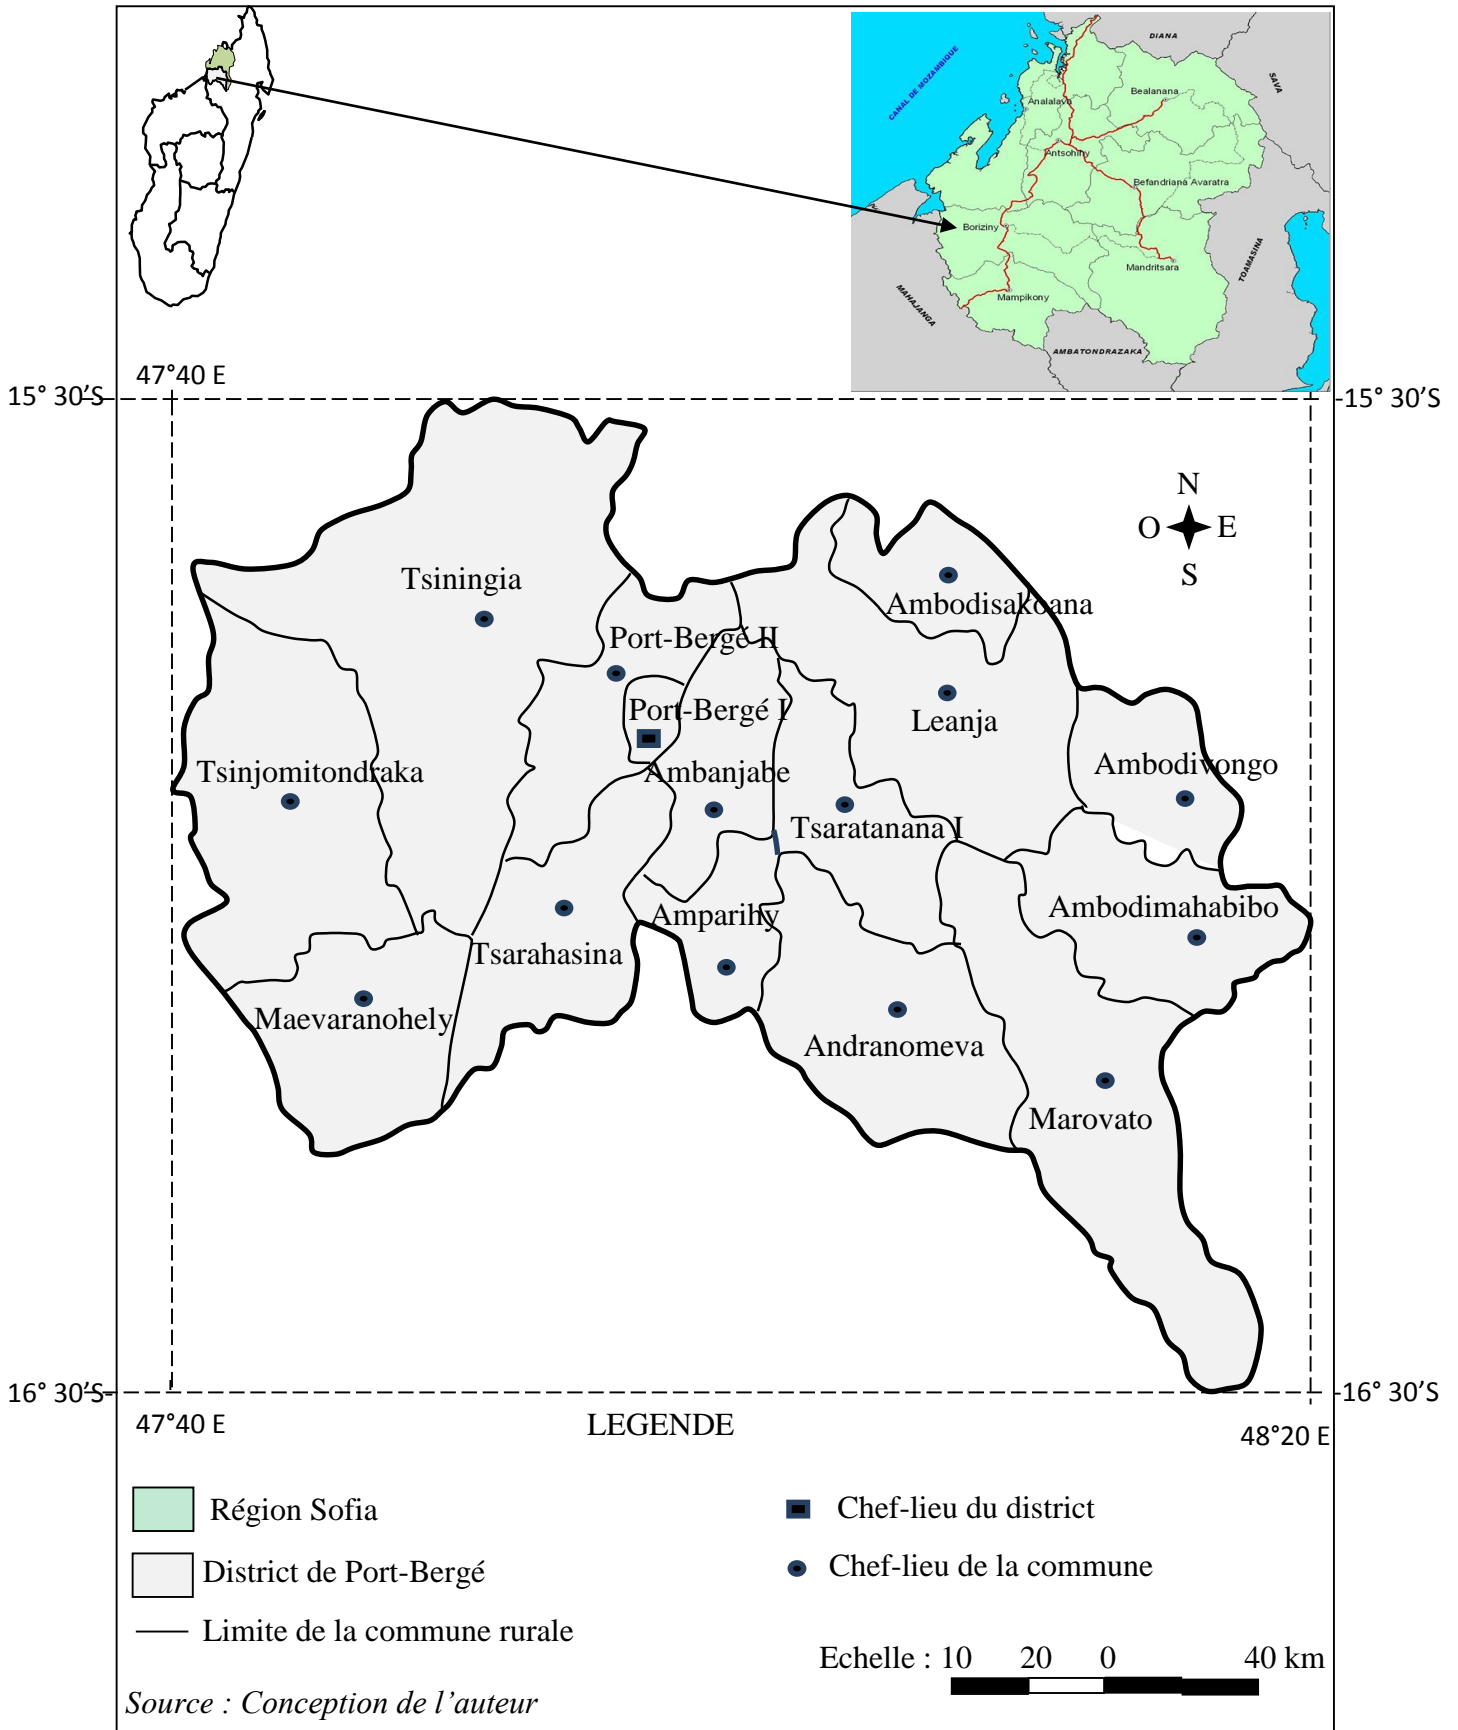 CANAL DE MOZAMBIQUE
DIANA
SAVA
Analalava
Bealanana
Antsohihy
Befandriana Avaratra
Boriziny
Mandritsara
TOAMASINA
MAHAJANGA
Mampikony
AMBATONDRAZAKA
47°40 E
15° 30’S
15° 30’S
N
O E
S
Tsiningia
Ambodisakoana
Port-Bergé II
Port-Bergé I
Leanja
Tsinjomitondraka
Ambanjabe
Ambodivongo
Tsaratanana I
Amparihy
Ambodimahabibo
Tsarahasina
Maevaranohely
Andranomeva
Marovato
16° 30’S
16° 30’S
47°40 E
LEGENDE
48°20 E
Région Sofia
Chef-lieu du district
District de Port-Bergé
Chef-lieu de la commune
Limite de la commune rurale
Echelle : 10 20 0 40 km
Source : Conception de l’auteur